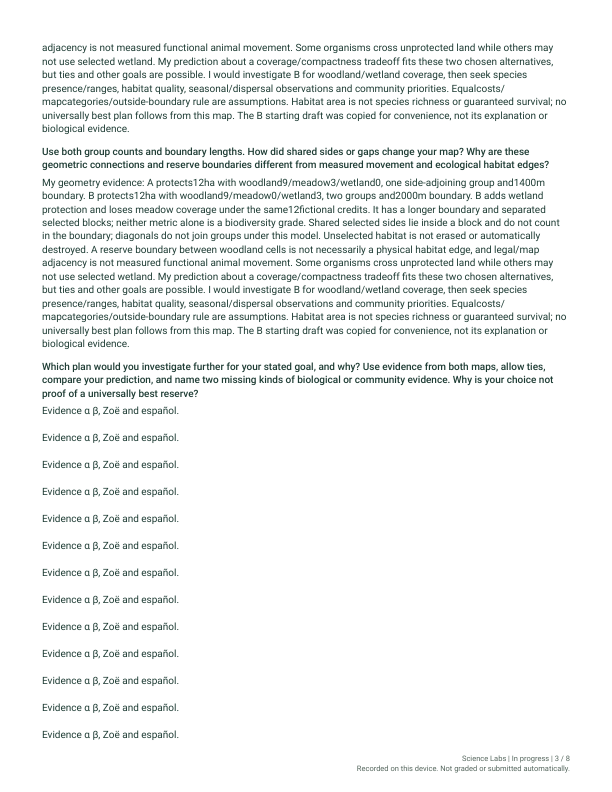 adjacency is not measured functional animal movement. Some organisms cross unprotected land while others may
not use selected wetland. My prediction about a coverage/compactness tradeoff fits these two chosen alternatives,
but ties and other goals are possible. I would investigate B for woodland/wetland coverage, then seek species
presence/ranges, habitat quality, seasonal/dispersal observations and community priorities. Equalcosts/
mapcategories/outside-boundary rule are assumptions. Habitat area is not species richness or guaranteed survival; no
universally best plan follows from this map. The B starting draft was copied for convenience, not its explanation or
biological evidence.
Use both group counts and boundary lengths. How did shared sides or gaps change your map? Why are these
geometric connections and reserve boundaries different from measured movement and ecological habitat edges?
My geometry evidence: A protects12ha with woodland9/meadow3/wetland0, one side-adjoining group and1400m
boundary. B protects12ha with woodland9/meadow0/wetland3, two groups and2000m boundary. B adds wetland
protection and loses meadow coverage under the same12fictional credits. It has a longer boundary and separated
selected blocks; neither metric alone is a biodiversity grade. Shared selected sides lie inside a block and do not count
in the boundary; diagonals do not join groups under this model. Unselected habitat is not erased or automatically
destroyed. A reserve boundary between woodland cells is not necessarily a physical habitat edge, and legal/map
adjacency is not measured functional animal movement. Some organisms cross unprotected land while others may
not use selected wetland. My prediction about a coverage/compactness tradeoff fits these two chosen alternatives,
but ties and other goals are possible. I would investigate B for woodland/wetland coverage, then seek species
presence/ranges, habitat quality, seasonal/dispersal observations and community priorities. Equalcosts/
mapcategories/outside-boundary rule are assumptions. Habitat area is not species richness or guaranteed survival; no
universally best plan follows from this map. The B starting draft was copied for convenience, not its explanation or
biological evidence.
Which plan would you investigate further for your stated goal, and why? Use evidence from both maps, allow ties,
compare your prediction, and name two missing kinds of biological or community evidence. Why is your choice not
proof of a universally best reserve?
Evidence α β, Zoë and español.
Evidence α β, Zoë and español.
Evidence α β, Zoë and español.
Evidence α β, Zoë and español.
Evidence α β, Zoë and español.
Evidence α β, Zoë and español.
Evidence α β, Zoë and español.
Evidence α β, Zoë and español.
Evidence α β, Zoë and español.
Evidence α β, Zoë and español.
Evidence α β, Zoë and español.
Evidence α β, Zoë and español.
Evidence α β, Zoë and español.
Science Labs | In progress | 3 / 8
Recorded on this device. Not graded or submitted automatically.